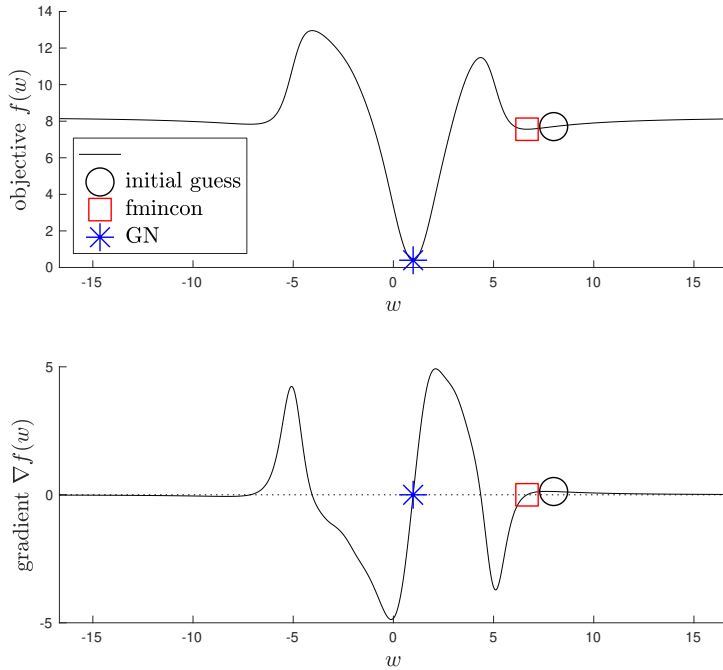 14
12
10
8
6
4
2
0
objective f(w)
initial guess
fmincon
GN
-15 -10 -5 0 5 10 15
w
5
0
-5
gradient ∇f(w)
-15 -10 -5 0 5 10 15
w